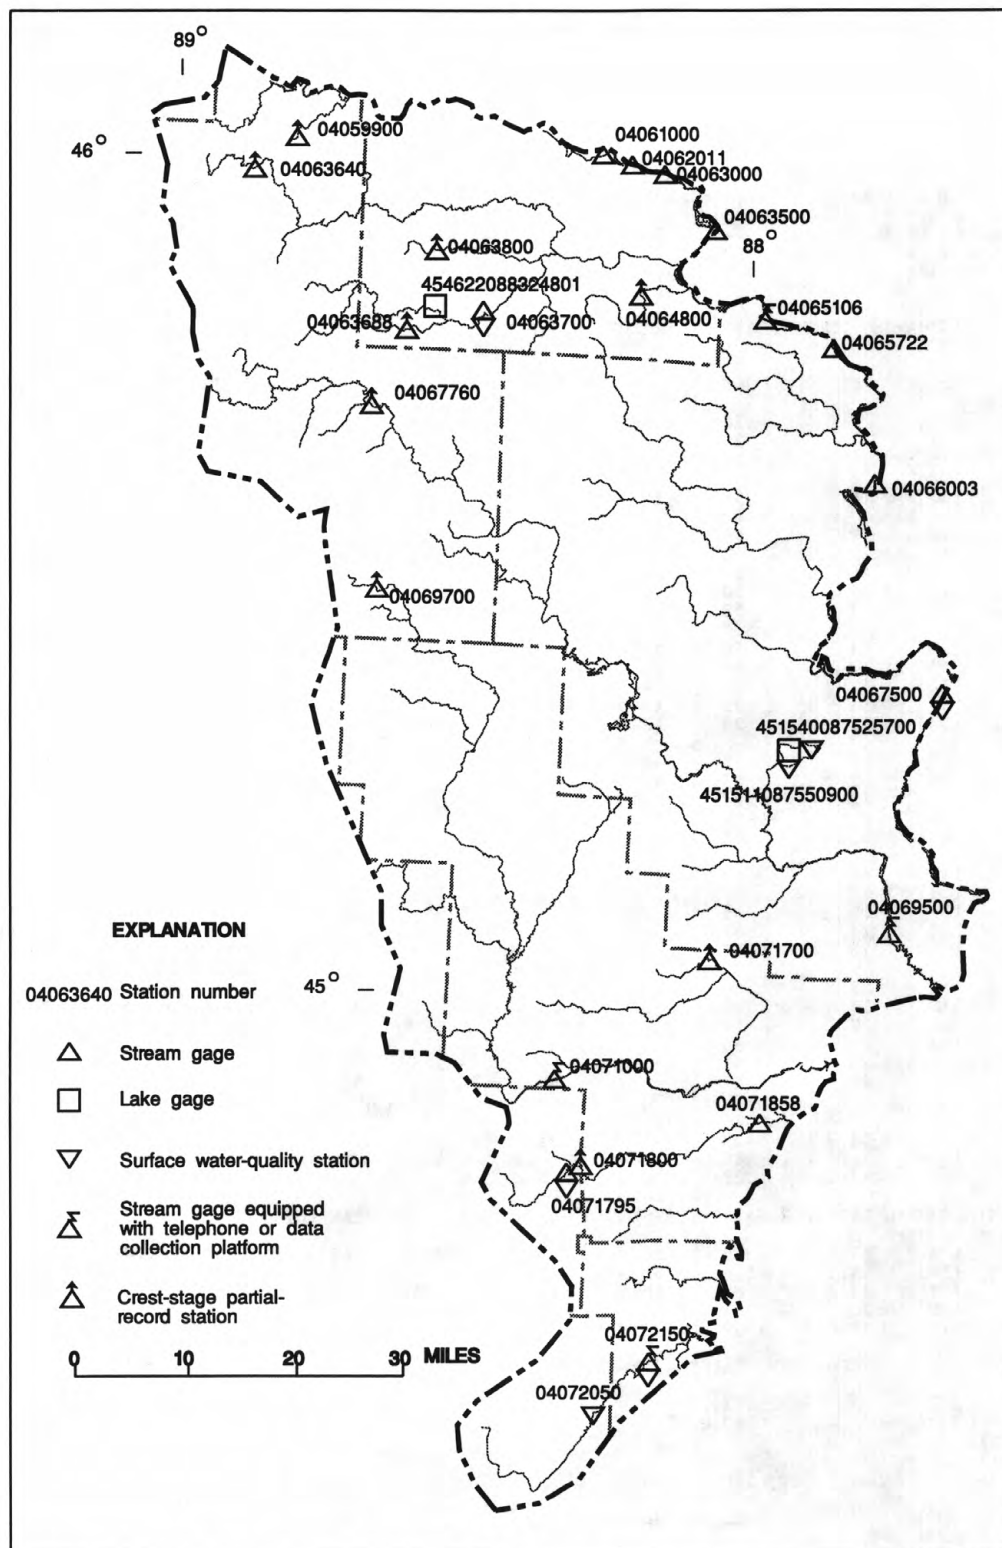 89°
46°
04059900
04063640
04061000
04062011
04063000
04063500
88°
04063800
454622088324801
04063688
04063700
04064800
04065106
04065722
04067760
04066003
04069700
04067500
451540087525700
451511087550900
04069500
04071700
EXPLANATION
04063640 Station number
45°
Stream gage
Lake gage
Surface water-quality station
Stream gage equipped
with telephone or data
collection platform
Crest-stage partial-
record station
04071000
04071858
04071800
04071795
04072150
04072050
0 10 20 30 MILES